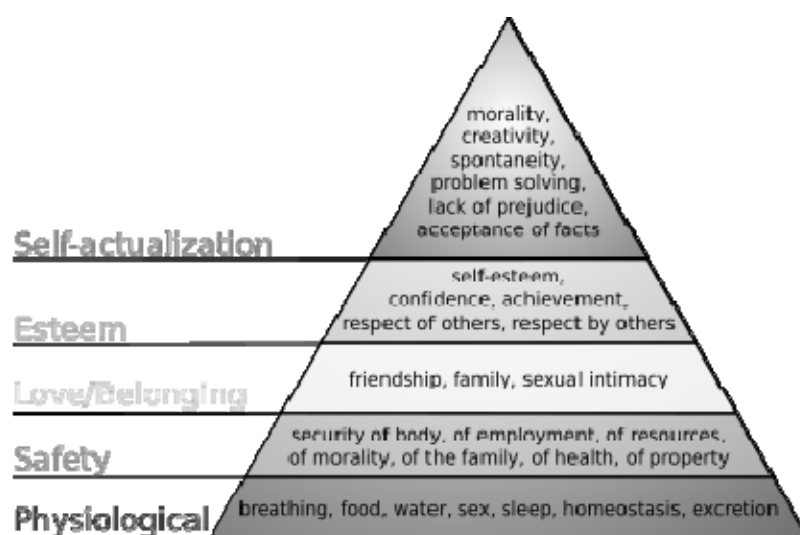 morality,
creativity,
spontaneity,
problem solving,
lack of prejudice,
acceptance of facts
Self-actualization
self-esteem,
confidence, achievement,
respect of others, respect by others
Esteem
friendship, family, sexual intimacy
Love/Belonging
security of body, of employment, of resources,
of morality, of the family, of health, of property
Safety
breathing, food, water, sex, sleep, homeostasis, excretion
Physiological